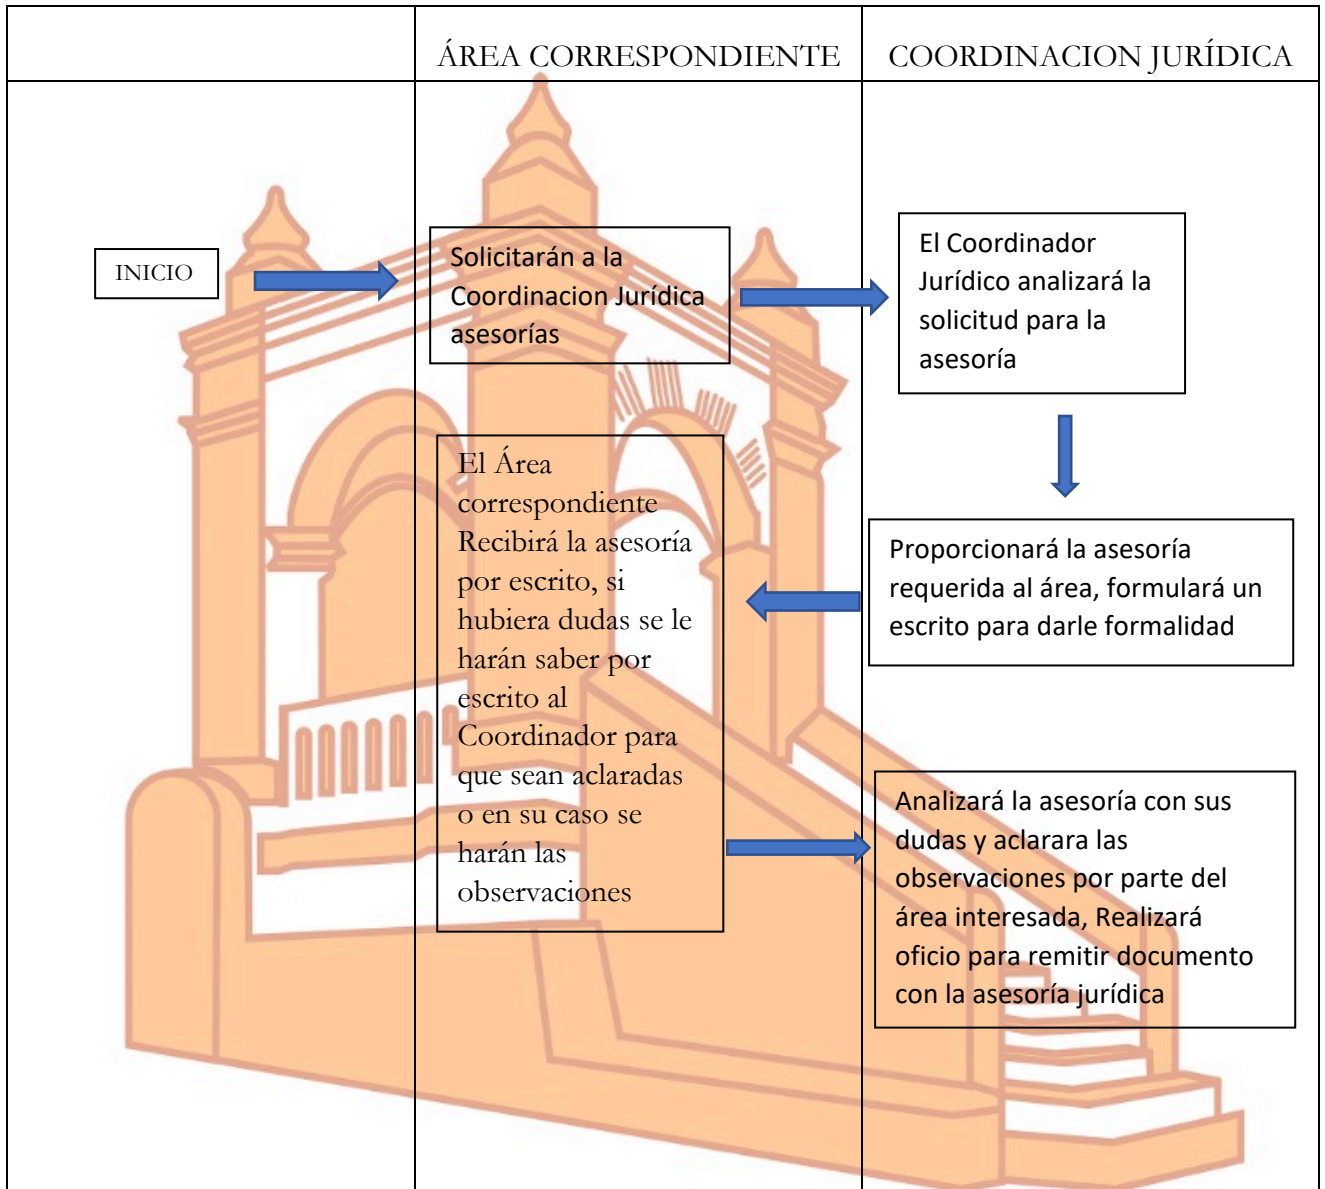 ÁREA CORRESPONDIENTE
COORDINACION JURÍDICA
INICIO
Solicitarán a la
Coordinacion Jurídica
asesorías
El Coordinador
Jurídico analizará la
solicitud para la
asesoría
Proporcionará la asesoría
requerida al área, formulará un
escrito para darle formalidad
El Área
correspondiente
Recibirá la asesoría
por escrito, si
hubiera dudas se le
harán saber por
escrito al
Coordinador para
que sean aclaradas
o en su caso se
harán las
observaciones
Analizará la asesoría con sus
dudas y aclarara las
observaciones por parte del
área interesada, Realizará
oficio para remitir documento
con la asesoría jurídica